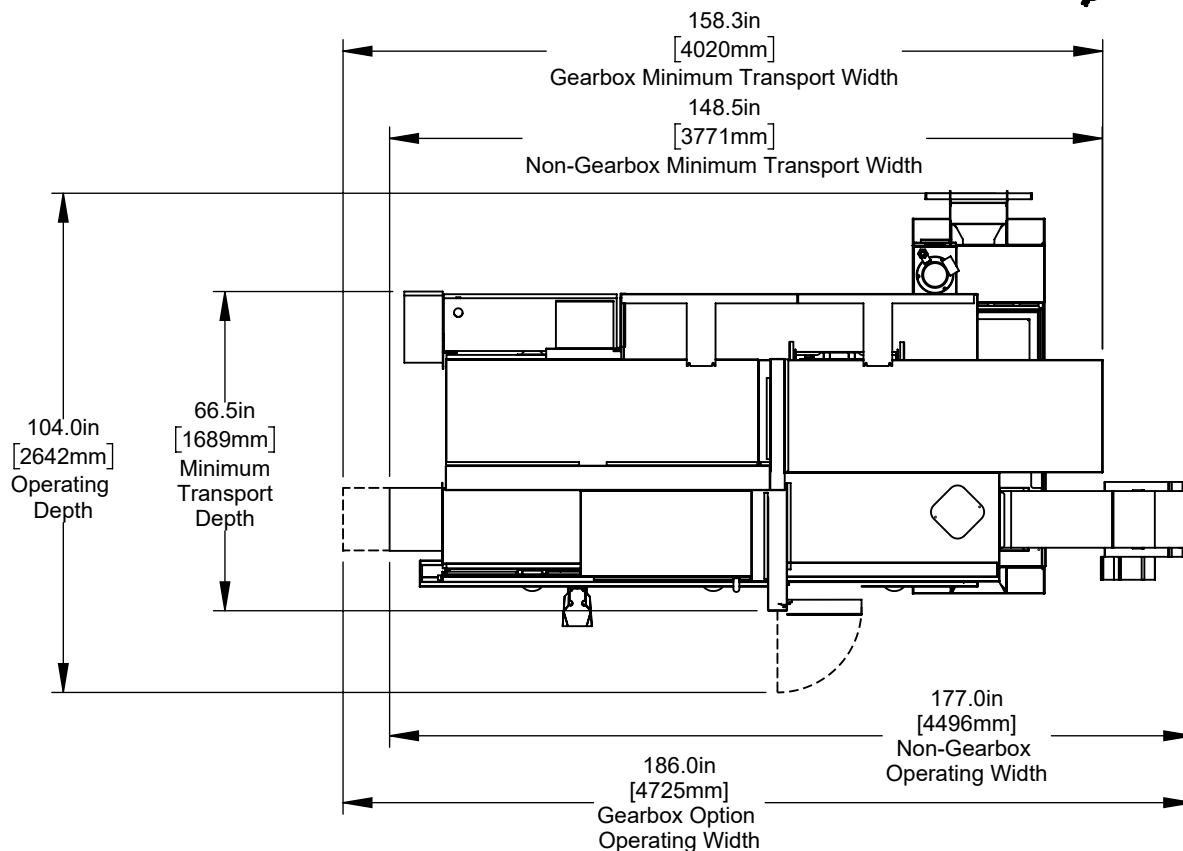 158.3in
[4020mm]
Gearbox Minimum Transport Width
148.5in
[3771mm]
Non-Gearbox Minimum Transport Width
104.0in
[2642mm]
Operating
Depth
66.5in
[1689mm]
Minimum
Transport
Depth
177.0in
[4496mm]
Non-Gearbox
Operating Width
186.0in
[4725mm]
Gearbox Option
Operating Width